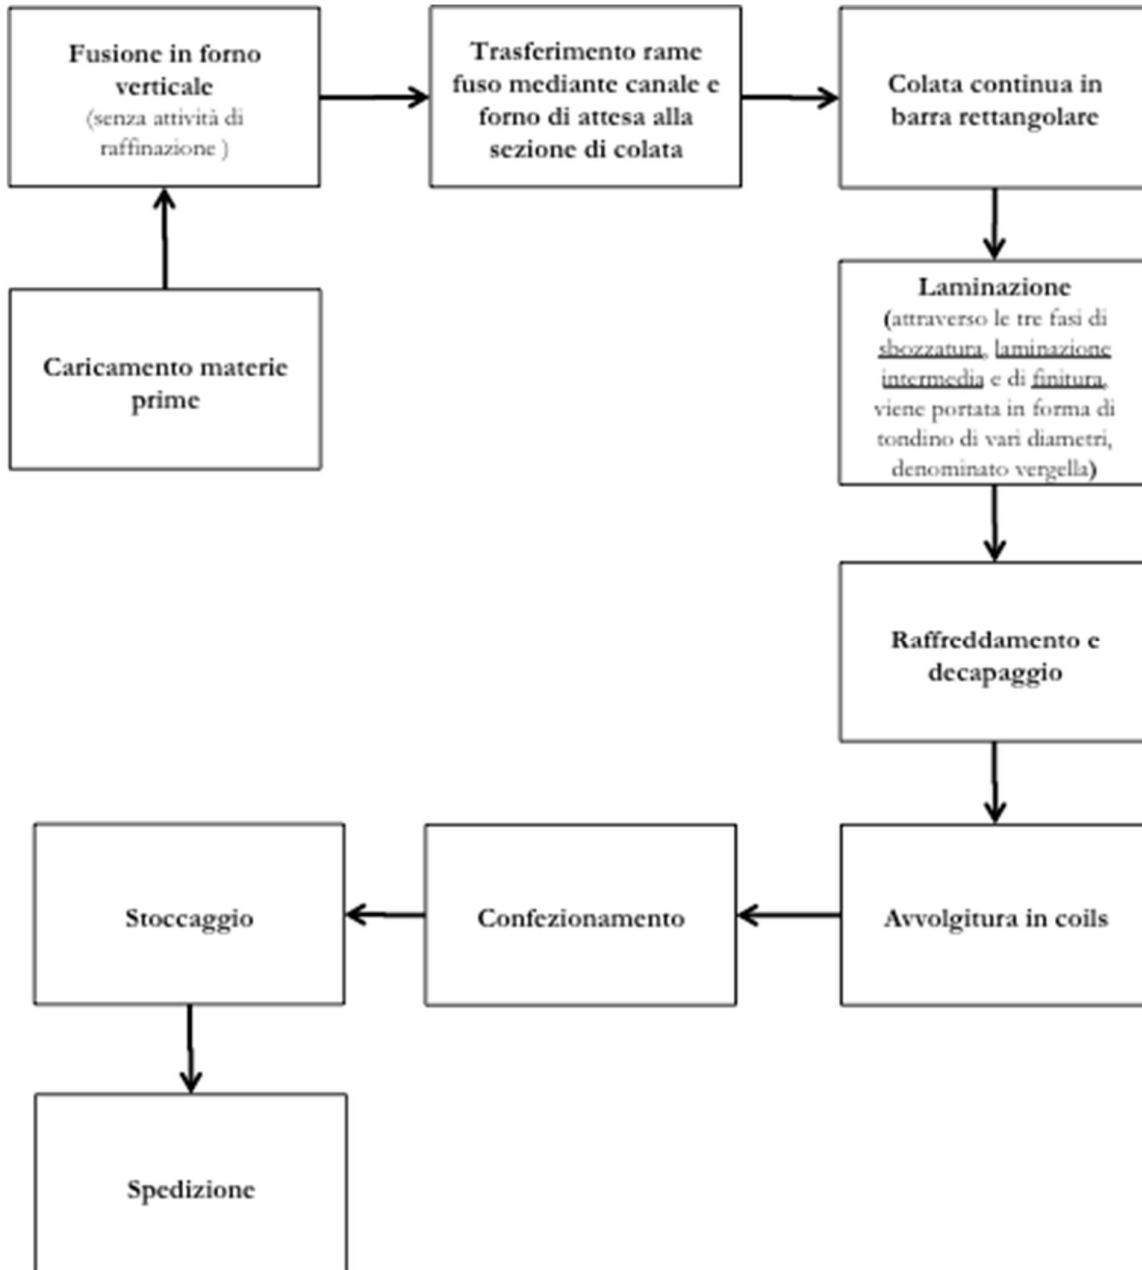 Fusione in forno
verticale
(senza attività di
raffinazione )
Trasferimento rame
fuso mediante canale e
forno di attesa alla
sezione di colata
Colata continua in
barra rettangolare
Caricamento materie
prime
Laminazione
(attraverso le tre fasi di
sbozzatura, laminazione
intermedia e di finitura,
viene portata in forma di
tondino di vari diametri,
denominato vergella)
Raffreddamento e
decapaggio
Stoccaggio
Confezionamento
Avvolgitura in coils
Spedizione